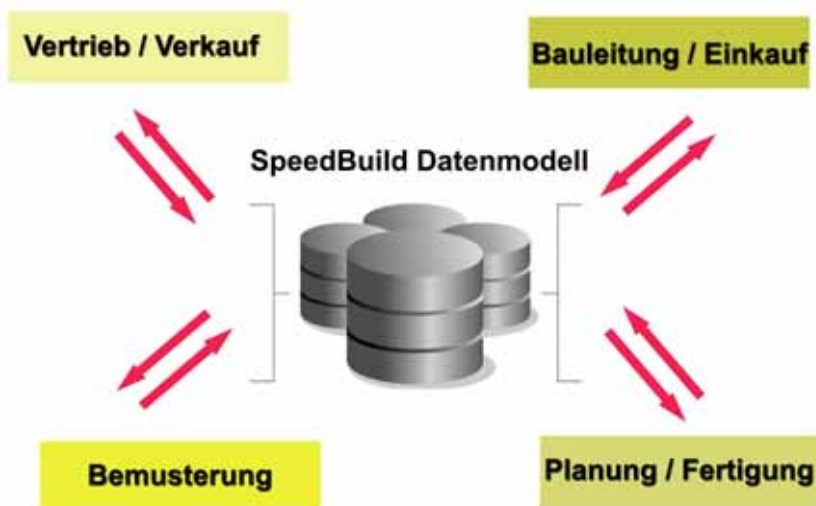 Vertrieb / Verkauf
Bauleitung / Einkauf
SpeedBuild Datenmodell
Bemusterung
Planung / Fertigung